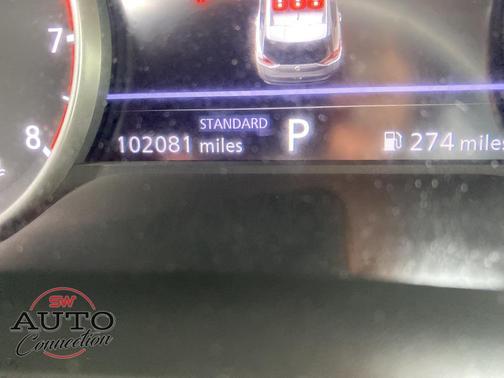 7
STANDARD
8 102081 miles P 274 miles
SW
AUTO
Connection